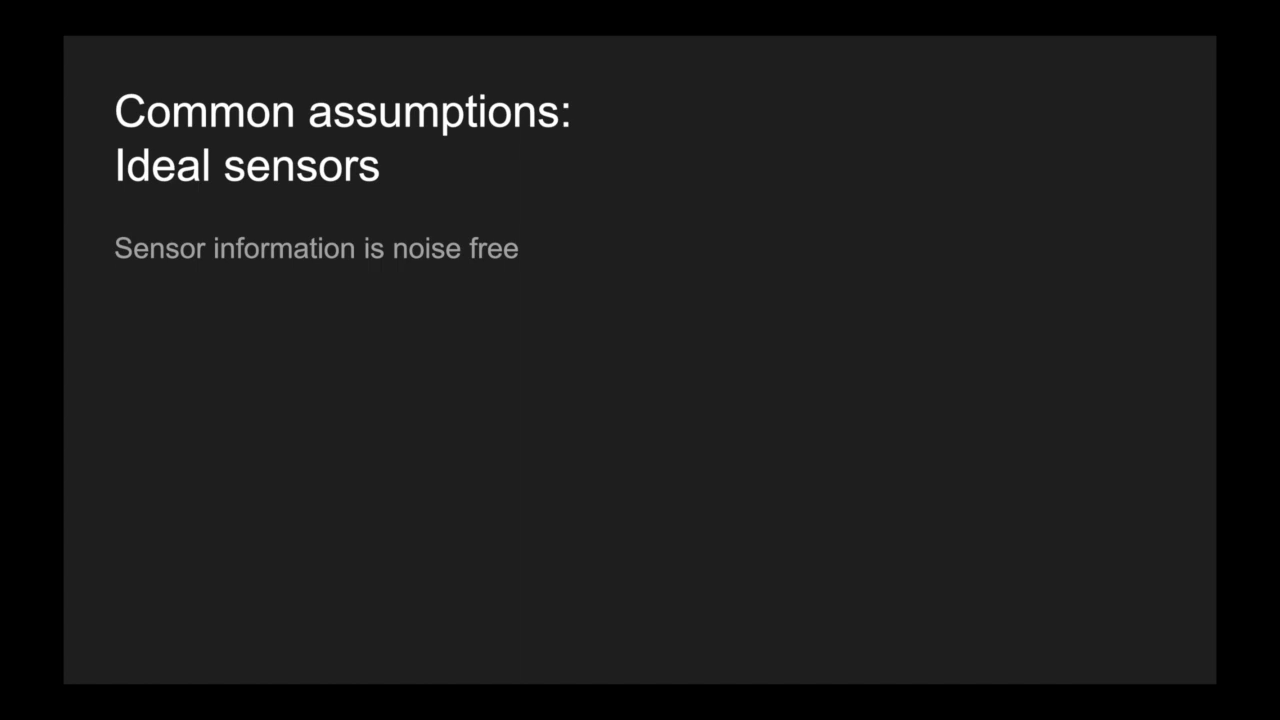 Common assumptions:
Ideal sensors
Sensor information is noise free